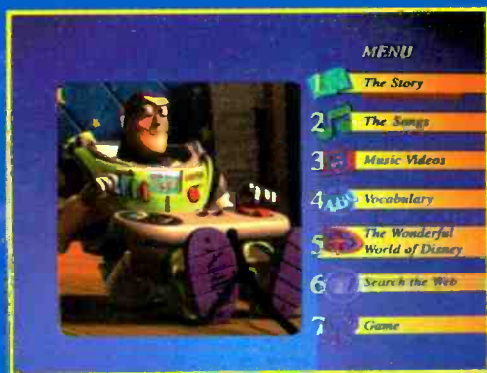 MENU
1 The Story
2 The Songs
3 Music Videos
4 Vocabulary
5 The Wonderful
World of Disney
6 Search the Web
7 Game